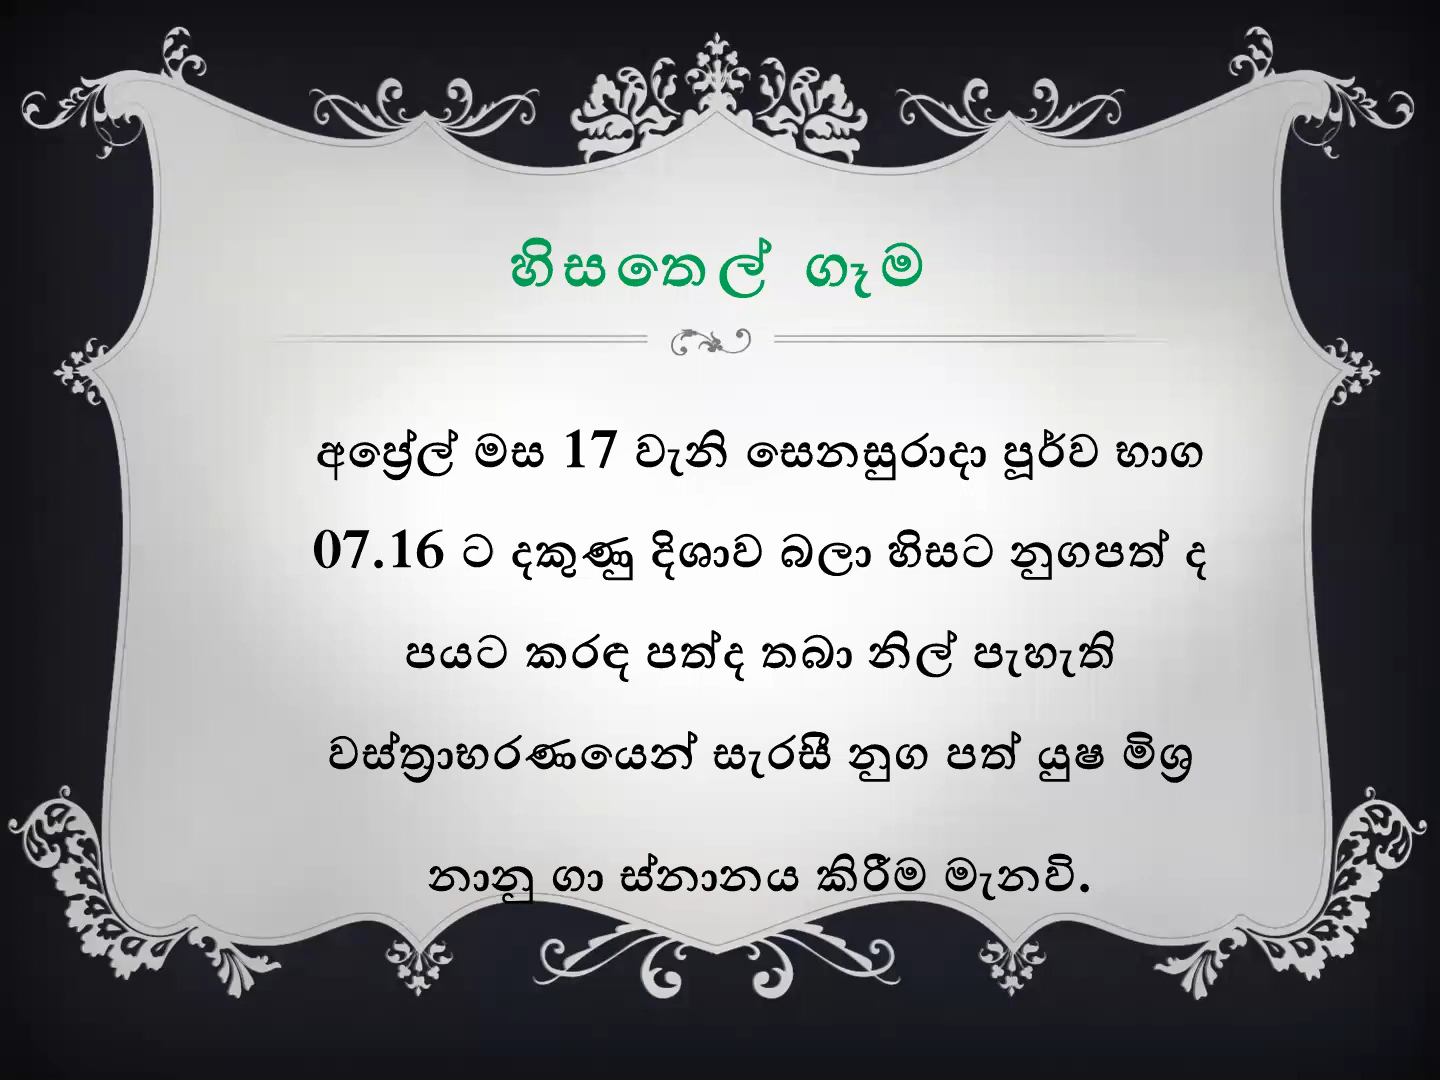 හිසතෙල් ගෑම
අප්‍රේල් මස 17 වැනි සෙනසුරාදා පූර්ව භාග
07.16 ට දකුණු දිශාව බලා හිසට නුගපත් ද
පයට කරඳ පත්ද තබා නිල් පැහැති
වස්ත්‍රාභරණයෙන් සැරසී නුග පත් යුෂ මිශ්‍ර
නානු ගා ස්නානය කිරීම මැනවි.